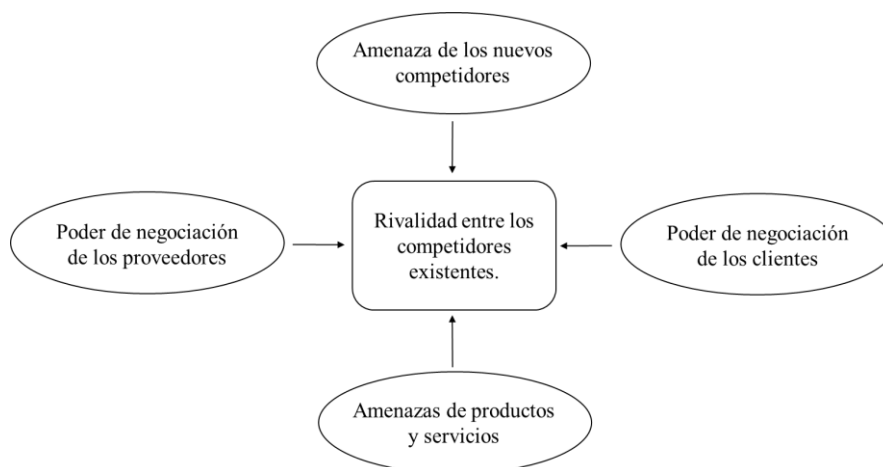 Amenaza de los nuevos
competidores
Poder de negociación
de los proveedores
Rivalidad entre los
competidores
existentes.
Poder de negociación
de los clientes
Amenazas de productos
y servicios